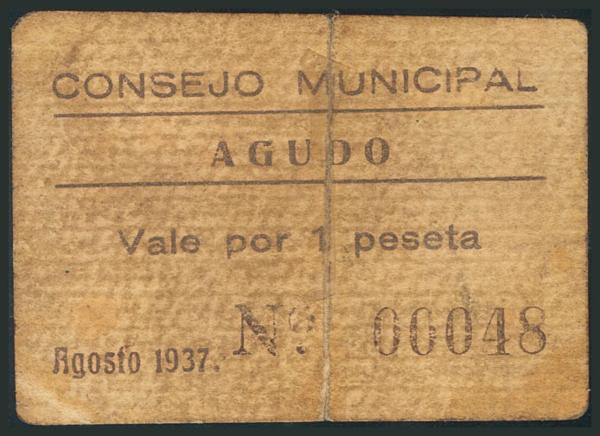 CONSEJO MUNICIPAL
AGUDO
Vale por 1 peseta
Agosto 1937. Nº. 00048